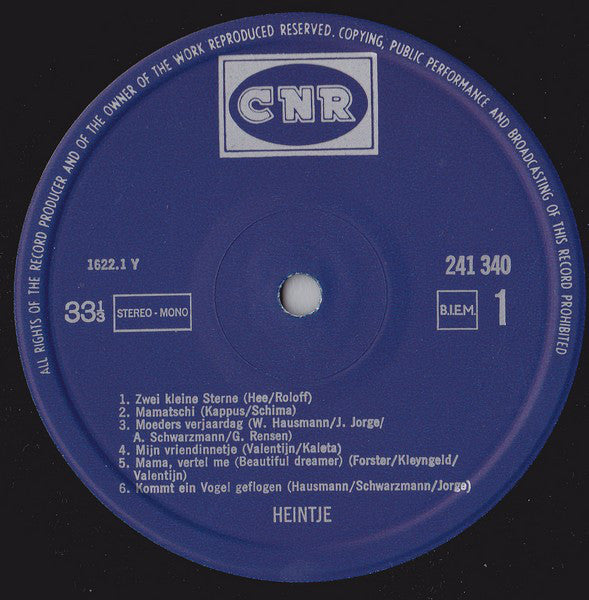 ALL RIGHTS OF THE RECORD PRODUCER AND OF THE OWNER OF THE WORK REPRODUCED RESERVED. COPYING, PUBLIC PERFORMANCE AND BROADCASTING OF THIS RECORD PROHIBITED
CNR
1622.1 Y
241 340
33⅓
STEREO - MONO
B.I.E.M.
1
1. Zwei kleine Sterne (Hee/Roloff)
2. Mamatschi (Kappus/Schima)
3. Moeders verjaardag (W. Hausmann/J. Jorge/
A. Schwarzmann/G. Rensen)
4. Mijn vriendinnetje (Valentijn/Kaleta)
5. Mama, vertel me (Beautiful dreamer) (Forster/Kleyngeld/
Valentijn)
6. Kommt ein Vogel geflogen (Hausmann/Schwarzmann/Jorge)
HEINTJE